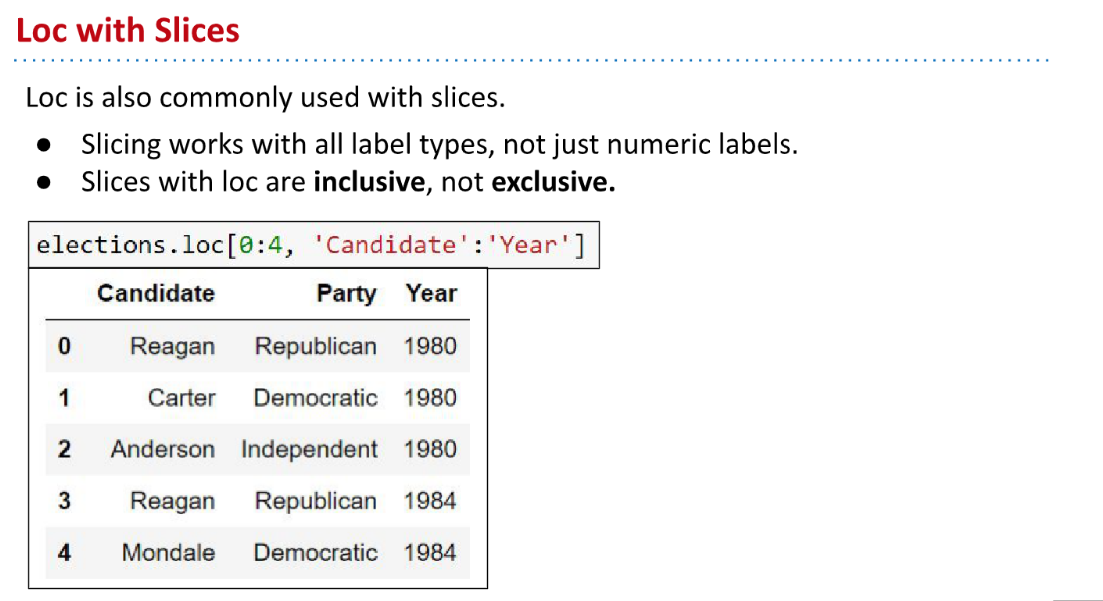 Loc with Slices
Loc is also commonly used with slices.
● Slicing works with all label types, not just numeric labels.
● Slices with loc are inclusive, not exclusive.
elections.loc[0:4, 'Candidate':'Year']
Candidate Party Year
0 Reagan Republican 1980
1 Carter Democratic 1980
2 Anderson Independent 1980
3 Reagan Republican 1984
4 Mondale Democratic 1984